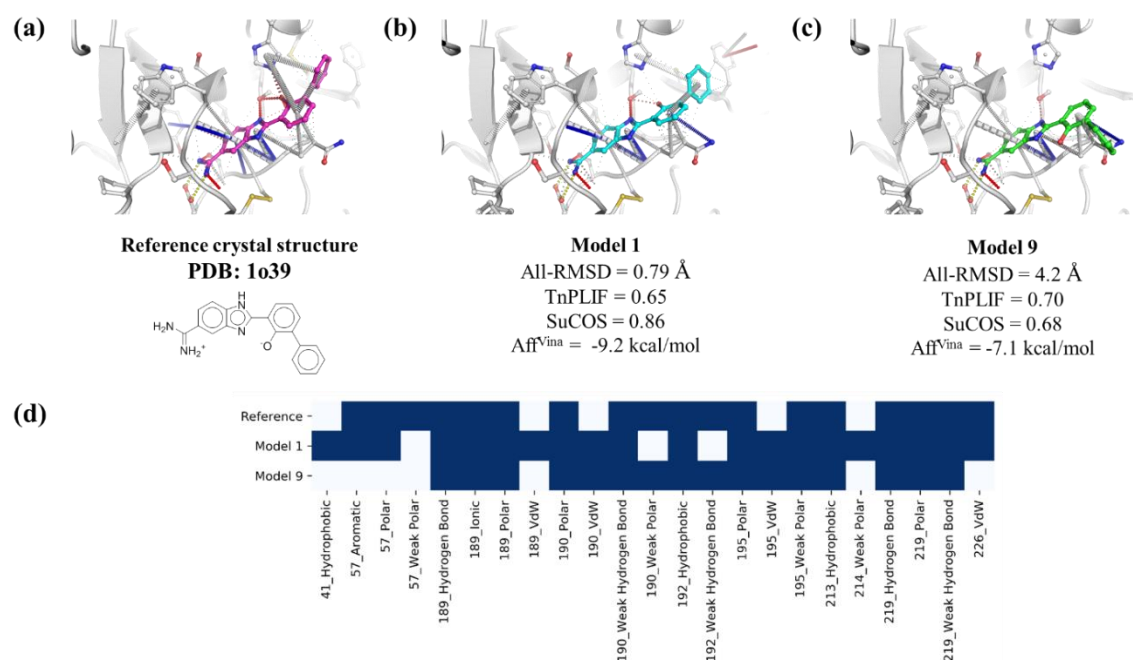 (a)
(b)
(c)
Reference crystal structure
PDB: 1o39
H
N
H₂N
N
NH₂⁺
O⁻
Model 1
All-RMSD = 0.79 Å
TnPLIF = 0.65
SuCOS = 0.86
Affⱽⁱⁿᵃ = -9.2 kcal/mol
Model 9
All-RMSD = 4.2 Å
TnPLIF = 0.70
SuCOS = 0.68
Affⱽⁱⁿᵃ = -7.1 kcal/mol
(d)
Reference
Model 1
Model 9
41_Hydrophobic
57_Aromatic
57_Polar
57_Weak Polar
189_Hydrogen Bond
189_Ionic
189_Polar
189_VdW
190_Polar
190_VdW
190_Weak Hydrogen Bond
190_Weak Polar
192_Hydrophobic
192_Weak Hydrogen Bond
195_Polar
195_VdW
195_Weak Polar
213_Hydrophobic
214_Weak Polar
219_Hydrogen Bond
219_Polar
219_Weak Hydrogen Bond
226_VdW